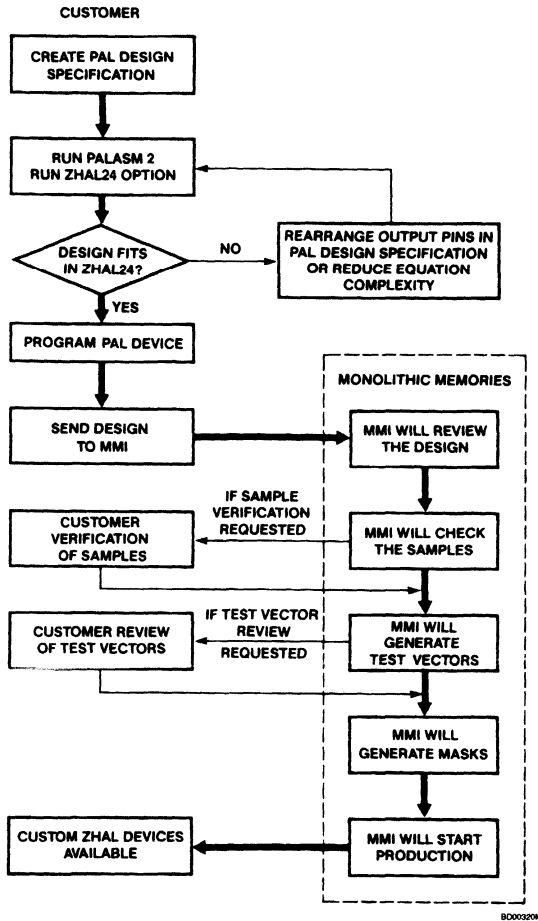 CUSTOMER
CREATE PAL DESIGN
SPECIFICATION
RUN PALASM 2
RUN ZHAL24 OPTION
DESIGN FITS
IN ZHAL24?
NO
REARRANGE OUTPUT PINS IN
PAL DESIGN SPECIFICATION
OR REDUCE EQUATION
COMPLEXITY
YES
PROGRAM PAL DEVICE
MONOLITHIC MEMORIES
SEND DESIGN
TO MMI
MMI WILL REVIEW
THE DESIGN
IF SAMPLE
VERIFICATION
REQUESTED
CUSTOMER
VERIFICATION
OF SAMPLES
MMI WILL CHECK
THE SAMPLES
IF TEST VECTOR
REVIEW
REQUESTED
CUSTOMER REVIEW
OF TEST VECTORS
MMI WILL
GENERATE
TEST VECTORS
MMI WILL
GENERATE MASKS
CUSTOM ZHAL DEVICES
AVAILABLE
MMI WILL START
PRODUCTION
BD00320M